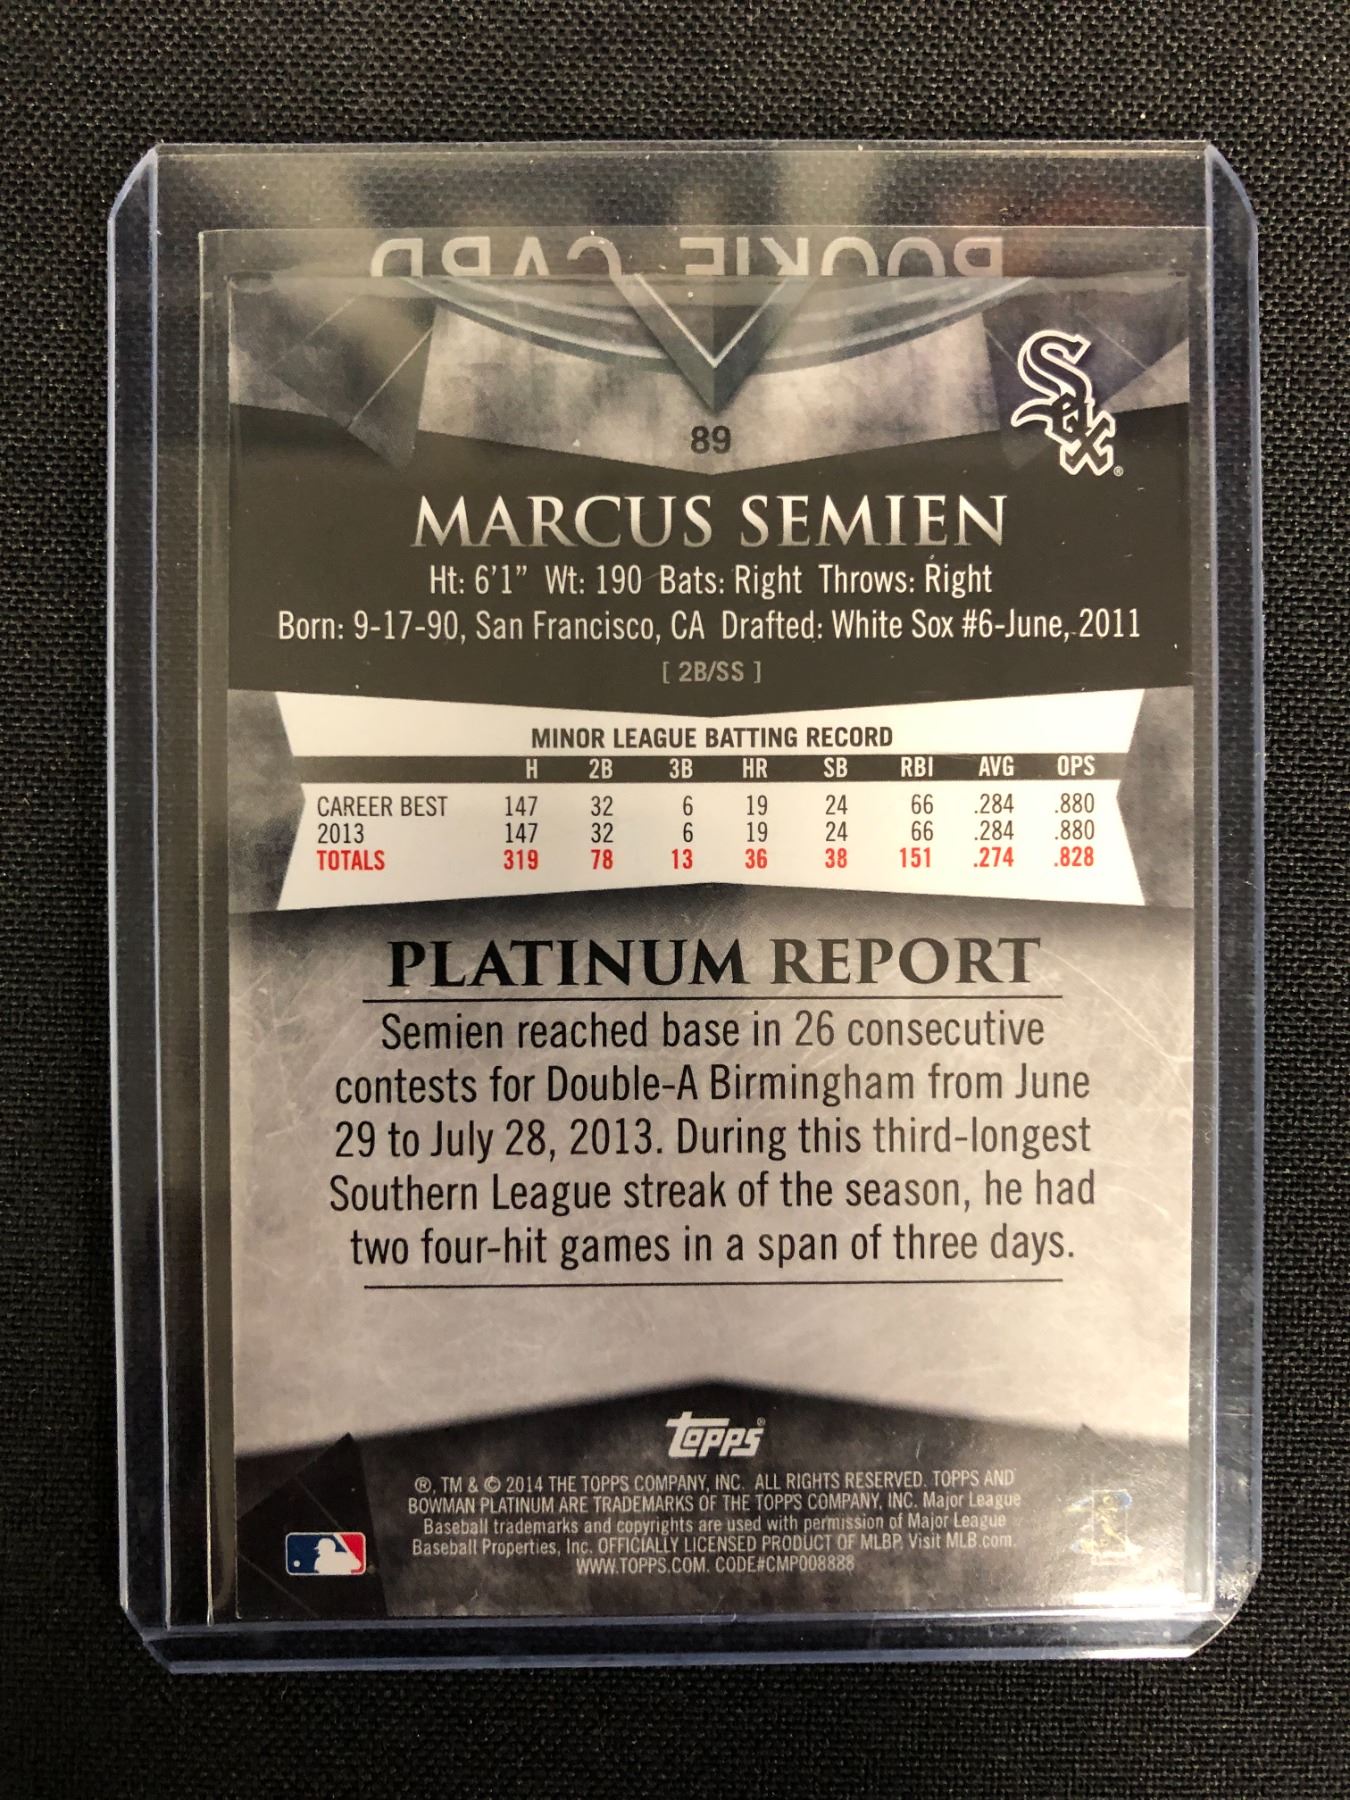 ROOKIE CARD
Sox
89
MARCUS SEMIEN
Ht: 6'1" Wt: 190 Bats: Right Throws: Right
Born: 9-17-90, San Francisco, CA Drafted: White Sox #6-June, 2011
[ 2B/SS ]
MINOR LEAGUE BATTING RECORD
H 2B 3B HR SB RBI AVG OPS
CAREER BEST 147 32 6 19 24 66 .284 .880
2013 147 32 6 19 24 66 .284 .880
TOTALS 319 78 13 36 38 151 .274 .828
PLATINUM REPORT
Semien reached base in 26 consecutive
contests for Double-A Birmingham from June
29 to July 28, 2013. During this third-longest
Southern League streak of the season, he had
two four-hit games in a span of three days.
Topps®
®, TM & © 2014 THE TOPPS COMPANY, INC. ALL RIGHTS RESERVED. TOPPS AND
BOWMAN PLATINUM ARE TRADEMARKS OF THE TOPPS COMPANY, INC. Major League
Baseball trademarks and copyrights are used with permission of Major League
Baseball Properties, Inc. OFFICIALLY LICENSED PRODUCT OF MLBP. Visit MLB.com.
WWW.TOPPS.COM. CODE#CMP008888